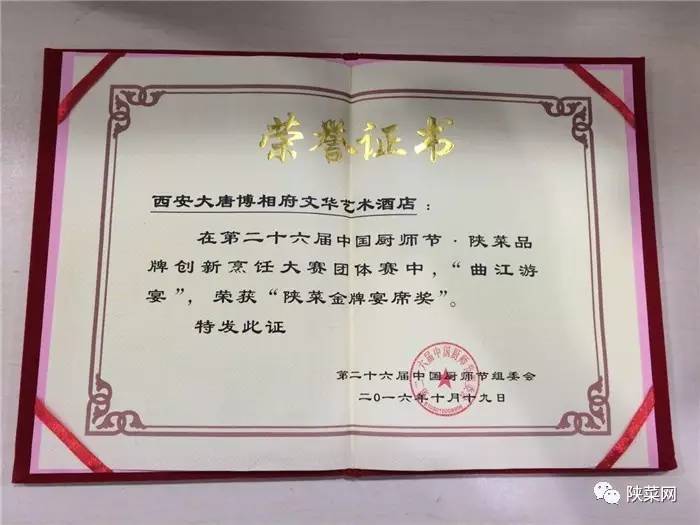 荣誉证书
西安大唐博相府文华艺术酒店：
在第二十六届中国厨师节·陕菜品
牌创新烹饪大赛团体赛中，“曲江游
宴”，荣获“陕菜金牌宴席奖”。
特发此证
第二十六届中国厨师节组委会
二〇一六年十月十九日
陕菜网